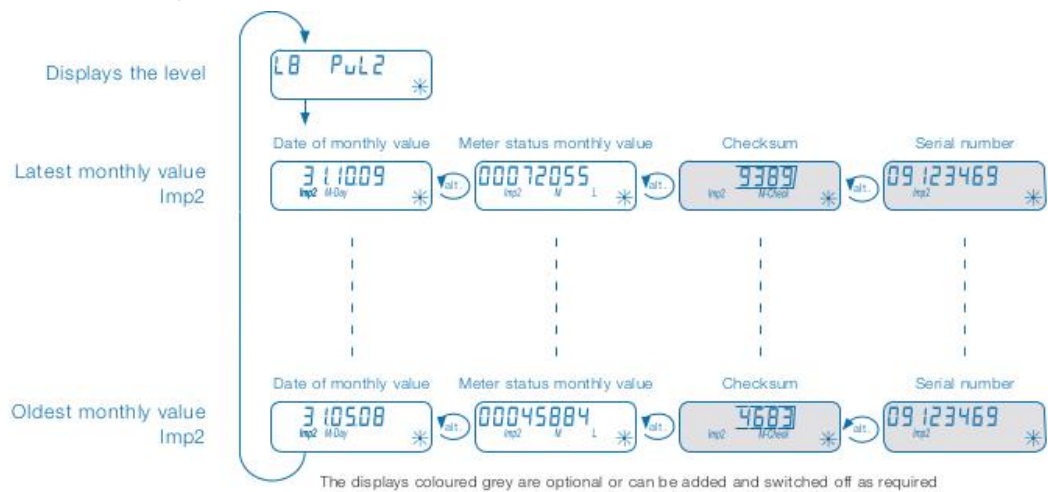 Displays the level
L8 PuL2
Date of monthly value Meter status monthly value Checksum Serial number
Latest monthly value
Imp2
31.10.09 alt. 00072055 alt. 9389 alt. 09123469
Imp2 M-Day Imp2 M L Imp2 M-Check Imp2
Date of monthly value Meter status monthly value Checksum Serial number
Oldest monthly value
Imp2
31.05.08 alt. 00045884 alt. 4683 alt. 09123469
Imp2 M-Day Imp2 M L Imp2 M-Check Imp2
The displays coloured grey are optional or can be added and switched off as required